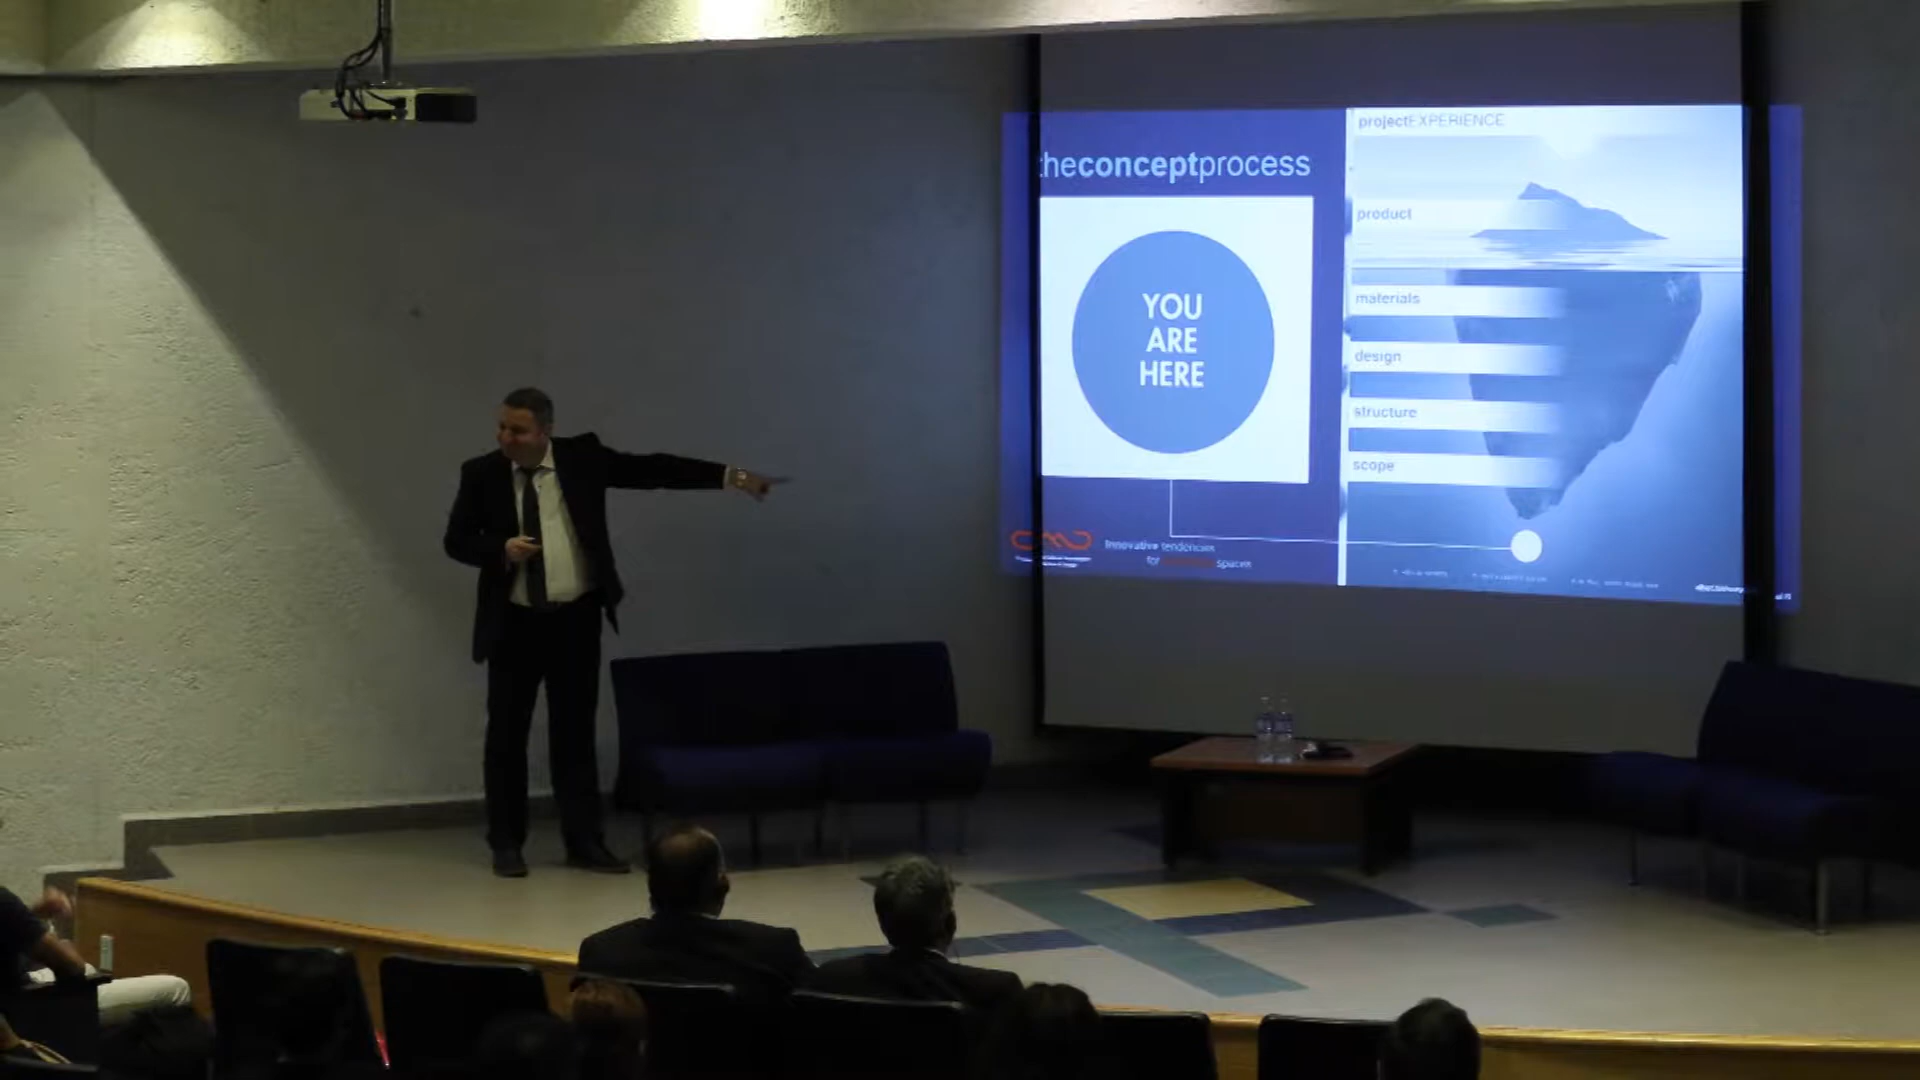 theconceptprocess
YOU
ARE
HERE
Innovative tendencies
for
spaces
projectEXPERIENCE
product
materials
design
structure
scope